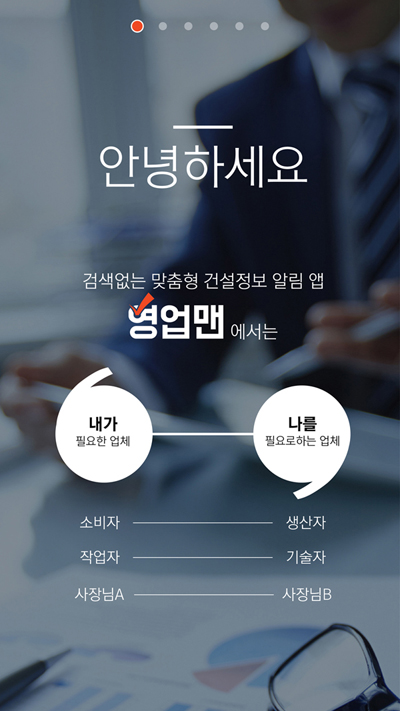 안녕하세요
검색없는 맞춤형 건설정보 알림 앱
영업맨 에서는
내가 나를
필요한 업체 필요로하는 업체
소비자 생산자
작업자 기술자
사장님A 사장님B